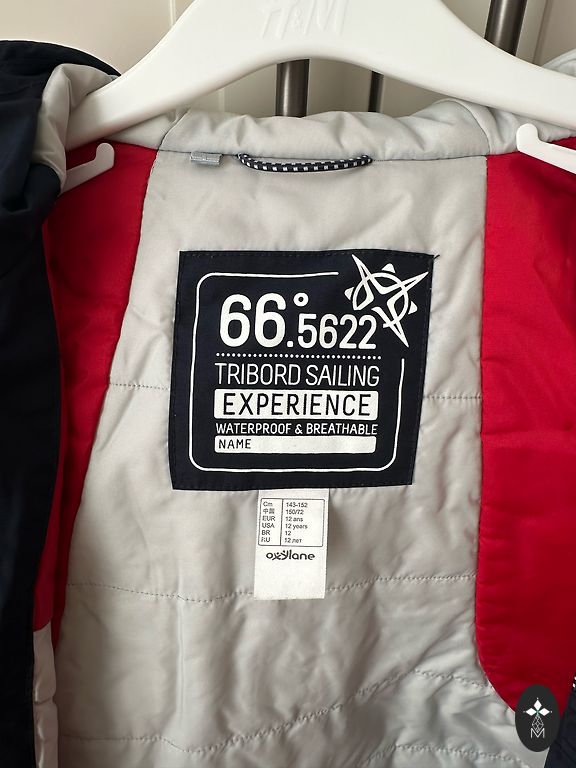 H&M
66°.5622
TRIBORD SAILING
EXPERIENCE
WATERPROOF & BREATHABLE
NAME
Cm 143-152
中国 150/72
EUR 12 ans
USA 12 years
BR 12
RU 12 лет
oxylane